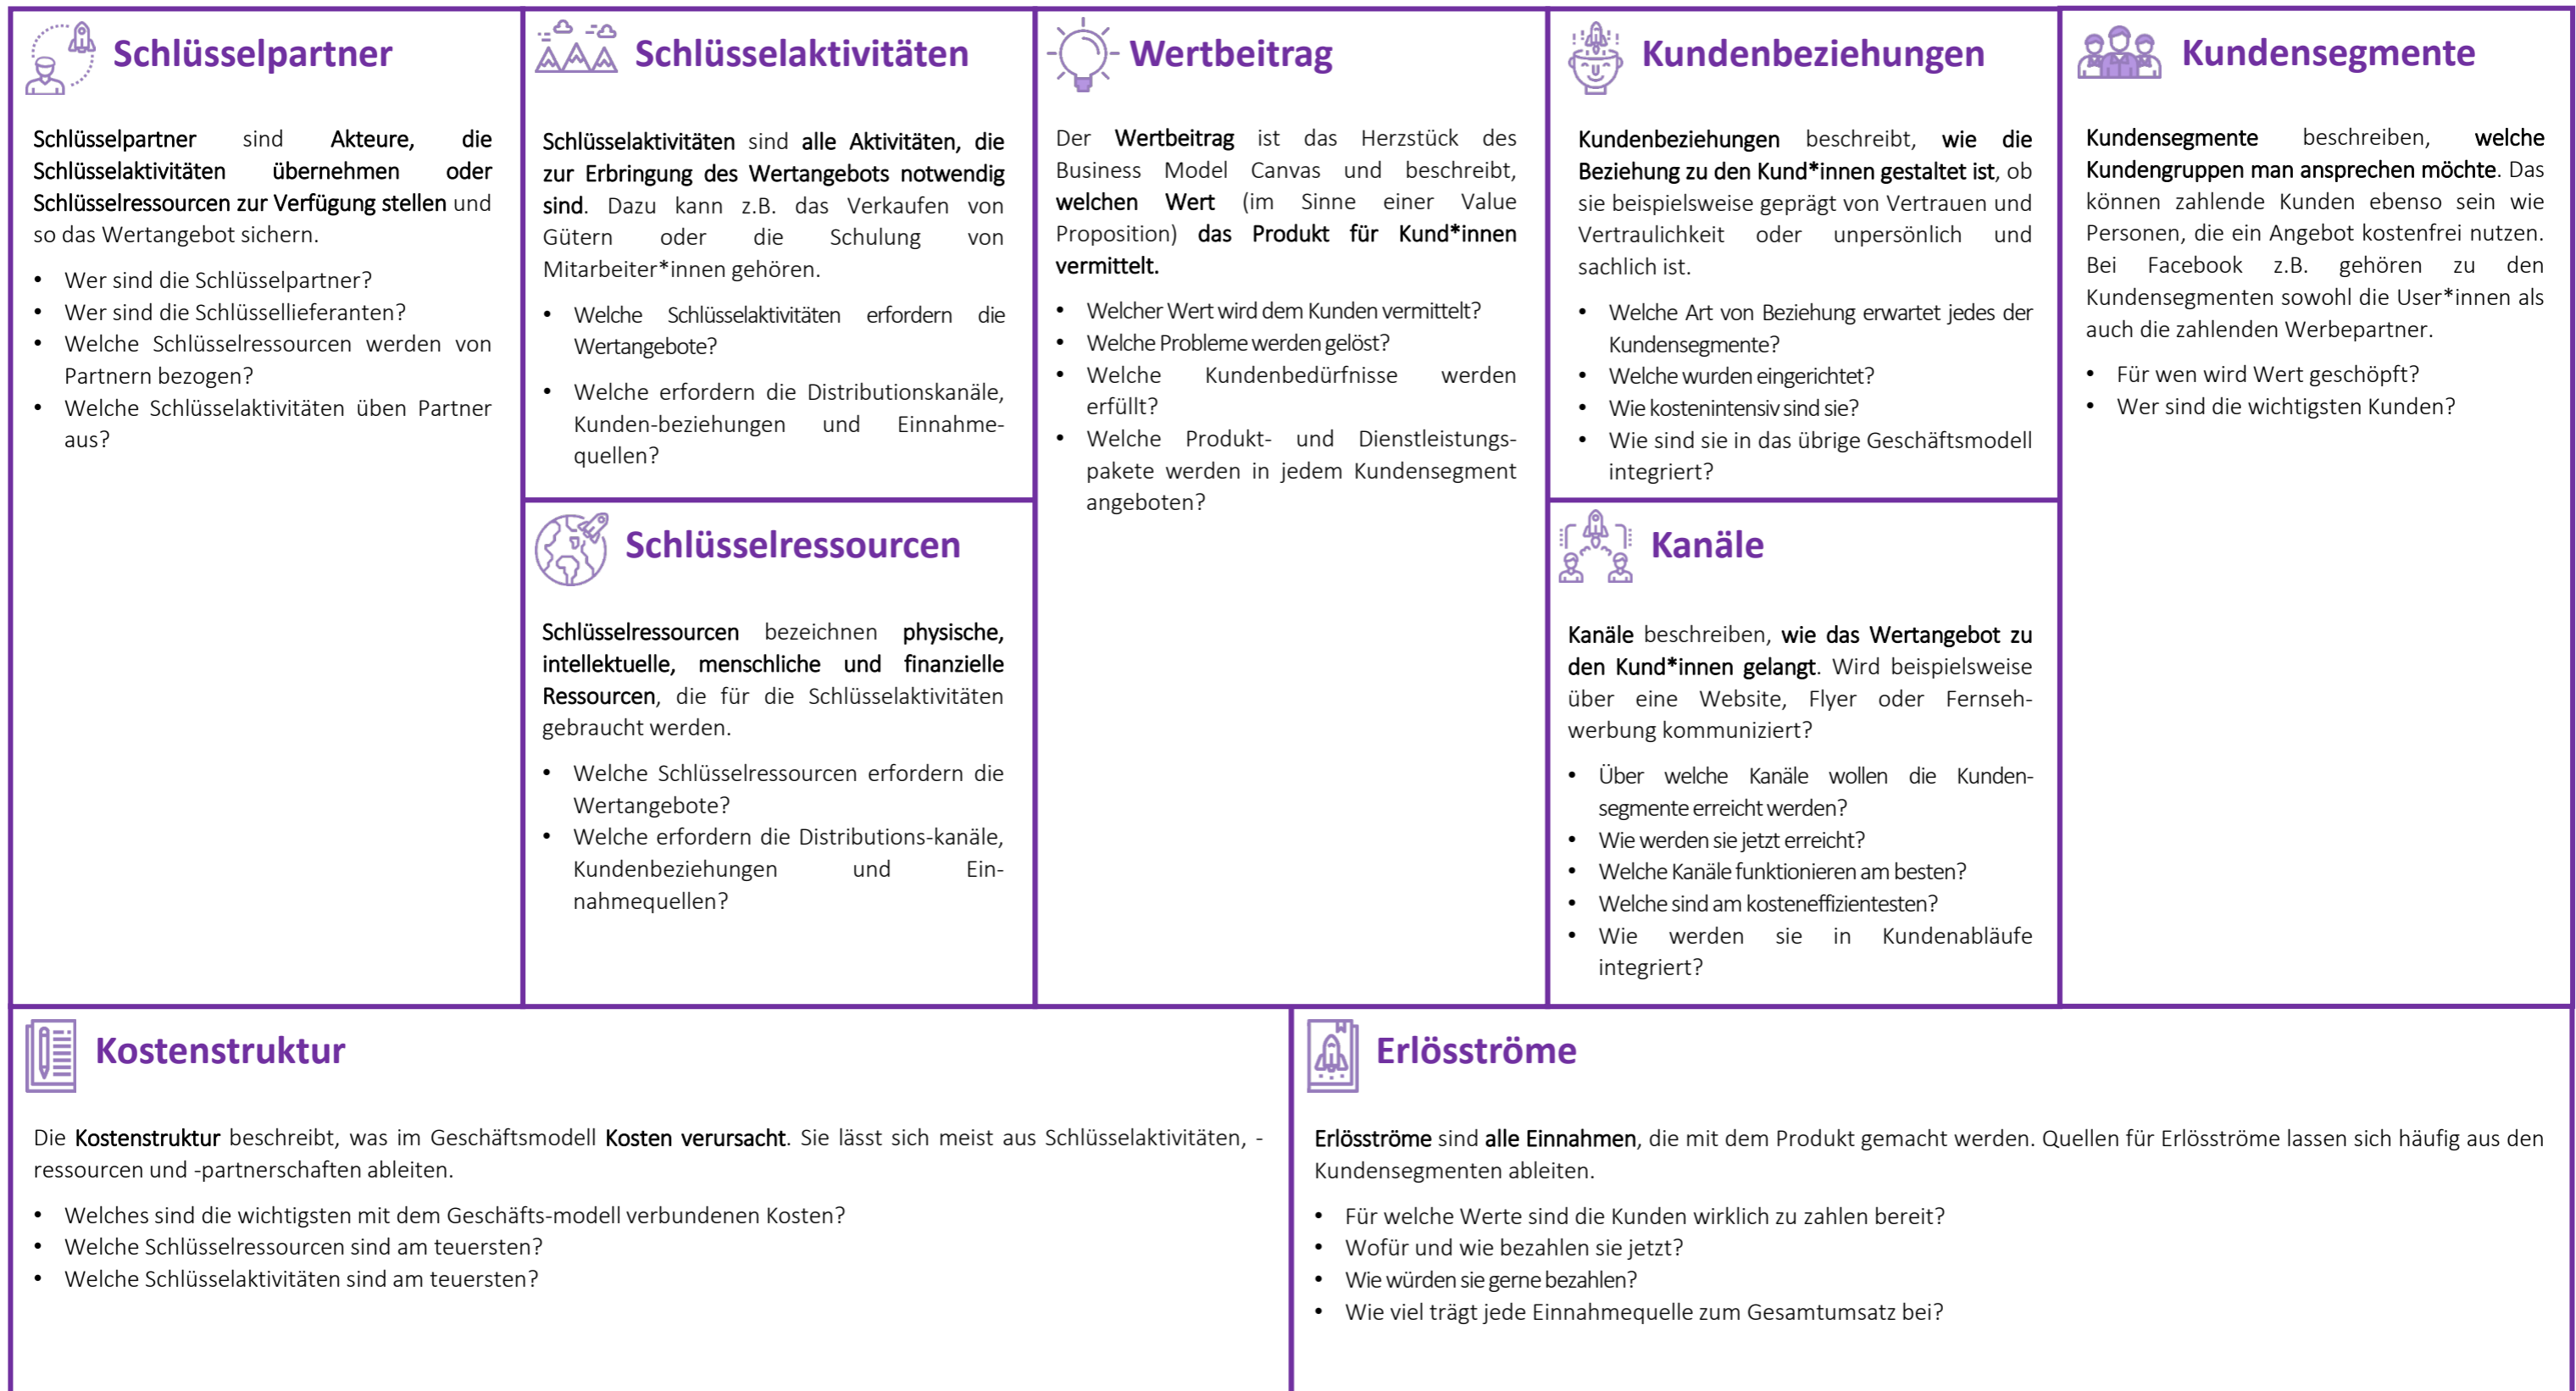 Schlüsselpartner
Schlüsselpartner sind Akteure, die
Schlüsselaktivitäten übernehmen oder
Schlüsselressourcen zur Verfügung stellen und
so das Wertangebot sichern.
• Wer sind die Schlüsselpartner?
• Wer sind die Schlüssellieferanten?
• Welche Schlüsselressourcen werden von
Partnern bezogen?
• Welche Schlüsselaktivitäten üben Partner
aus?
Schlüsselaktivitäten
Schlüsselaktivitäten sind alle Aktivitäten, die
zur Erbringung des Wertangebots notwendig
sind. Dazu kann z.B. das Verkaufen von
Gütern oder die Schulung von
Mitarbeiter*innen gehören.
• Welche Schlüsselaktivitäten erfordern die
Wertangebote?
• Welche erfordern die Distributionskanäle,
Kunden-beziehungen und Einnahme-
quellen?
Schlüsselressourcen
Schlüsselressourcen bezeichnen physische,
intellektuelle, menschliche und finanzielle
Ressourcen, die für die Schlüsselaktivitäten
gebraucht werden.
• Welche Schlüsselressourcen erfordern die
Wertangebote?
• Welche erfordern die Distributions-kanäle,
Kundenbeziehungen und Ein-
nahmequellen?
Wertbeitrag
Der Wertbeitrag ist das Herzstück des
Business Model Canvas und beschreibt,
welchen Wert (im Sinne einer Value
Proposition) das Produkt für Kund*innen
vermittelt.
• Welcher Wert wird dem Kunden vermittelt?
• Welche Probleme werden gelöst?
• Welche Kundenbedürfnisse werden
erfüllt?
• Welche Produkt- und Dienstleistungs-
pakete werden in jedem Kundensegment
angeboten?
Kundenbeziehungen
Kundenbeziehungen beschreibt, wie die
Beziehung zu den Kund*innen gestaltet ist, ob
sie beispielsweise geprägt von Vertrauen und
Vertraulichkeit oder unpersönlich und
sachlich ist.
• Welche Art von Beziehung erwartet jedes der
Kundensegmente?
• Welche wurden eingerichtet?
• Wie kostenintensiv sind sie?
• Wie sind sie in das übrige Geschäftsmodell
integriert?
Kanäle
Kanäle beschreiben, wie das Wertangebot zu
den Kund*innen gelangt. Wird beispielsweise
über eine Website, Flyer oder Fernseh-
werbung kommuniziert?
• Über welche Kanäle wollen die Kunden-
segmente erreicht werden?
• Wie werden sie jetzt erreicht?
• Welche Kanäle funktionieren am besten?
• Welche sind am kosteneffizientesten?
• Wie werden sie in Kundenabläufe
integriert?
Kundensegmente
Kundensegmente beschreiben, welche
Kundengruppen man ansprechen möchte. Das
können zahlende Kunden ebenso sein wie
Personen, die ein Angebot kostenfrei nutzen.
Bei Facebook z.B. gehören zu den
Kundensegmenten sowohl die User*innen als
auch die zahlenden Werbepartner.
• Für wen wird Wert geschöpft?
• Wer sind die wichtigsten Kunden?
Kostenstruktur
Die Kostenstruktur beschreibt, was im Geschäftsmodell Kosten verursacht. Sie lässt sich meist aus Schlüsselaktivitäten, -
ressourcen und -partnerschaften ableiten.
• Welches sind die wichtigsten mit dem Geschäfts-modell verbundenen Kosten?
• Welche Schlüsselressourcen sind am teuersten?
• Welche Schlüsselaktivitäten sind am teuersten?
Erlösströme
Erlösströme sind alle Einnahmen, die mit dem Produkt gemacht werden. Quellen für Erlösströme lassen sich häufig aus den
Kundensegmenten ableiten.
• Für welche Werte sind die Kunden wirklich zu zahlen bereit?
• Wofür und wie bezahlen sie jetzt?
• Wie würden sie gerne bezahlen?
• Wie viel trägt jede Einnahmequelle zum Gesamtumsatz bei?